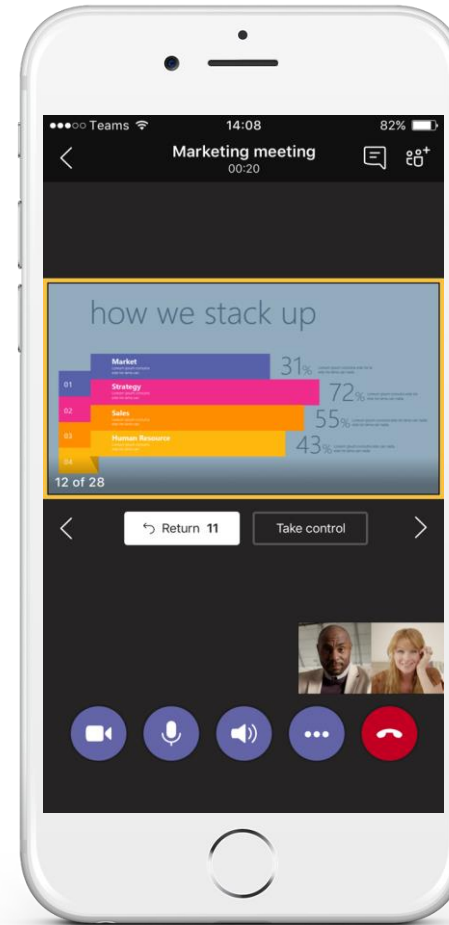 Teams
14:08
82%
Marketing meeting
00:20
how we stack up
Market
31%
01
Strategy
72%
02
Sales
55%
03
Human Resource
43%
04
12 of 28
Return 11
Take control